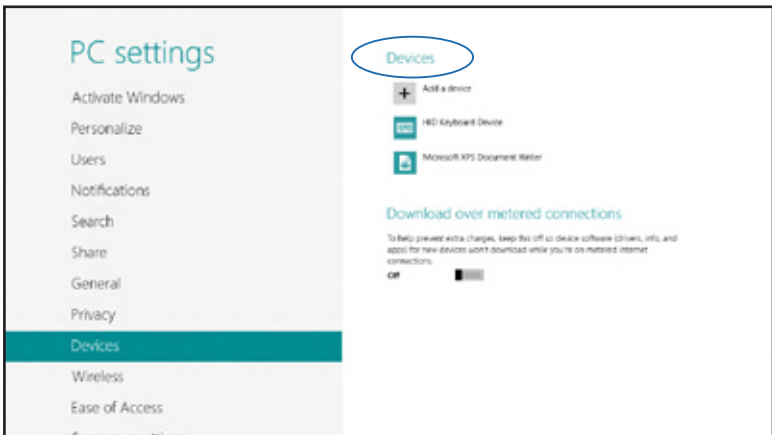 PC settings
Activate Windows
Personalize
Users
Notifications
Search
Share
General
Privacy
Devices
Wireless
Ease of Access
Devices
Add a device
HID Keyboard Device
Microsoft XPS Document Writer
Download over metered connections
To help prevent extra charges, keep this off so device software (drivers, info, and
apps) for new devices won't download while you're on metered internet
connections.
Off